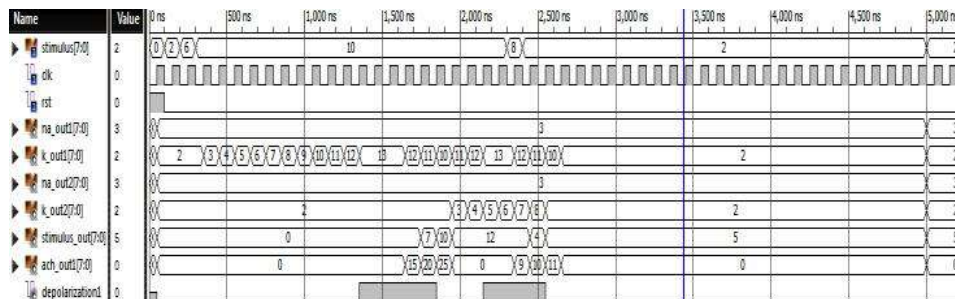 Name Value 0 ns 500 ns 1,000 ns 1,500 ns 2,000 ns 2,500 ns 3,000 ns 3,500 ns 4,000 ns 4,500 ns 5,000 ns
stimulus[7:0] 2 0 2 6 10 8 2
clk 0
rst 0
na_out1[7:0] 3 3
k_out1[7:0] 2 2 3 4 5 6 7 8 9 10 11 12 13 12 11 10 11 12 13 12 11 10 2
na_out2[7:0] 3 3
k_out2[7:0] 2 2 3 4 5 6 7 8 2
stimulus_out[7:0] 5 0 7 10 12 4 5
ach_out1[7:0] 0 0 15 20 25 0 9 10 11 0
depolarization1 0